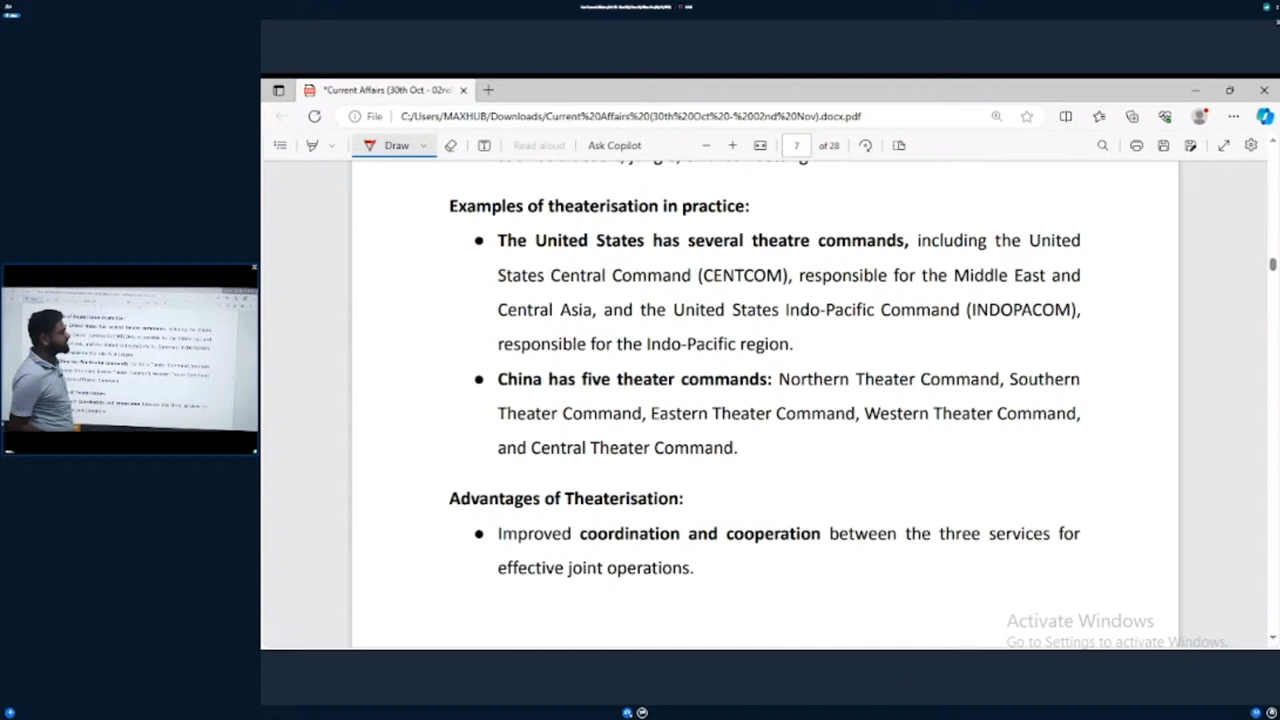 *Current Affairs (30th Oct - 02nd
File
C:/Users/MAXHUB/Downloads/Current%20Affairs%20(30th%20Oct%20-%2002nd%20Nov).docx.pdf
Draw
Read aloud
Ask Copilot
7
of 28
Examples of theaterisation in practice:
● The United States has several theatre commands, including the United
States Central Command (CENTCOM), responsible for the Middle East and
Central Asia, and the United States Indo-Pacific Command (INDOPACOM),
responsible for the Indo-Pacific region.
● China has five theater commands: Northern Theater Command, Southern
Theater Command, Eastern Theater Command, Western Theater Command,
and Central Theater Command.
Advantages of Theaterisation:
● Improved coordination and cooperation between the three services for
effective joint operations.
Activate Windows
Go to Settings to activate Windows.